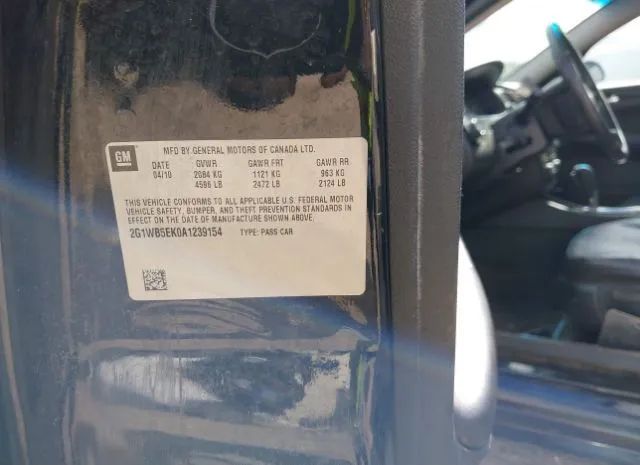 GM
MFD BY GENERAL MOTORS OF CANADA LTD.
DATE GVWR GAWR FRT GAWR RR
04/10 2084 KG 1121 KG 963 KG
4596 LB 2472 LB 2124 LB
THIS VEHICLE CONFORMS TO ALL APPLICABLE U.S. FEDERAL MOTOR
VEHICLE SAFETY, BUMPER, AND THEFT PREVENTION STANDARDS IN
EFFECT ON THE DATE OF MANUFACTURE SHOWN ABOVE.
2G1WB5EK0A1239154 TYPE: PASS CAR